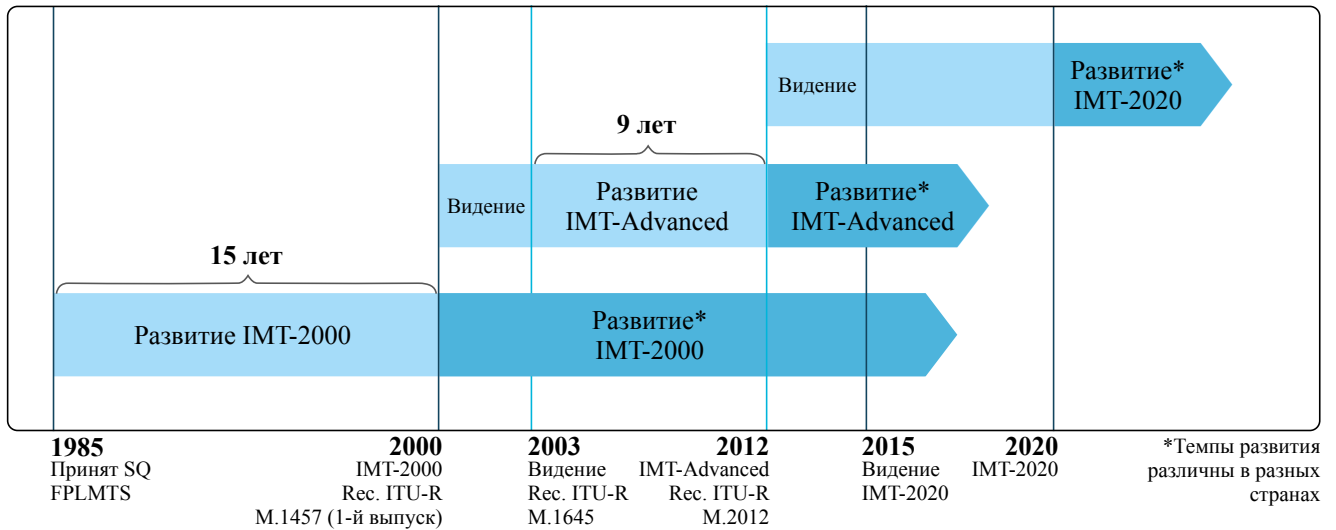 Видение
Развитие*
IMT-2020
9 лет
Видение
Развитие
IMT-Advanced
Развитие*
IMT-Advanced
15 лет
Развитие IMT-2000
Развитие*
IMT-2000
1985
Принят SQ
FPLMTS
2000
IMT-2000
Rec. ITU-R
M.1457 (1-й выпуск)
2003
Видение
Rec. ITU-R
M.1645
2012
IMT-Advanced
Rec. ITU-R
M.2012
2015
Видение
IMT-2020
2020
IMT-2020
*Темпы развития
различны в разных
странах